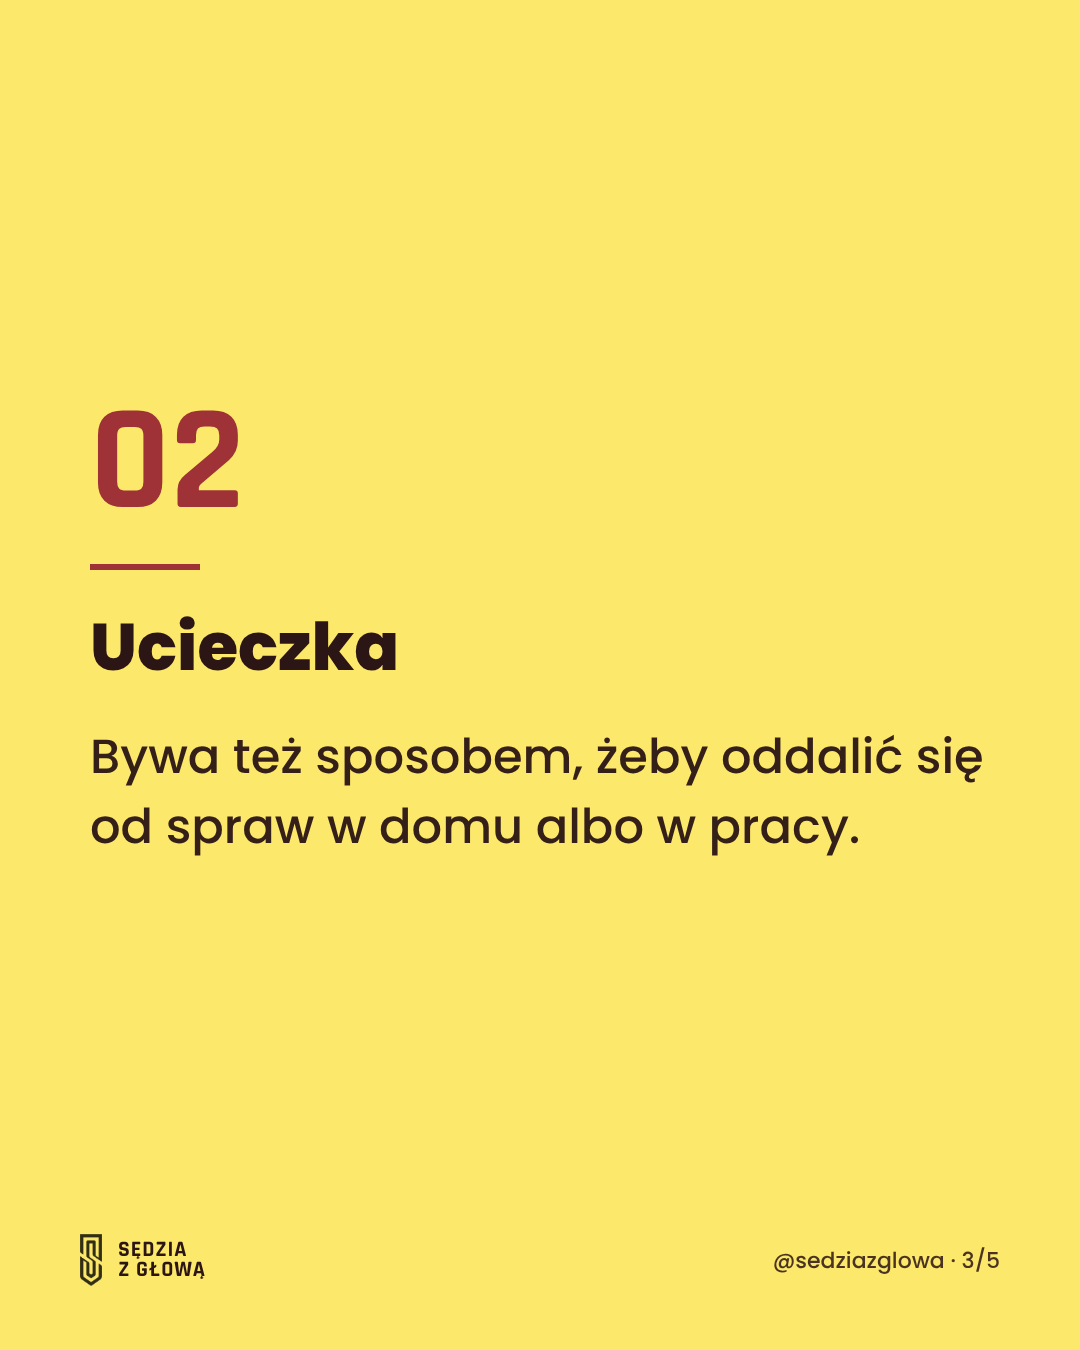 02
Ucieczka
Bywa też sposobem, żeby oddalić się
od spraw w domu albo w pracy.
SĘDZIA
Z GŁOWĄ
@sedziazglowa · 3/5